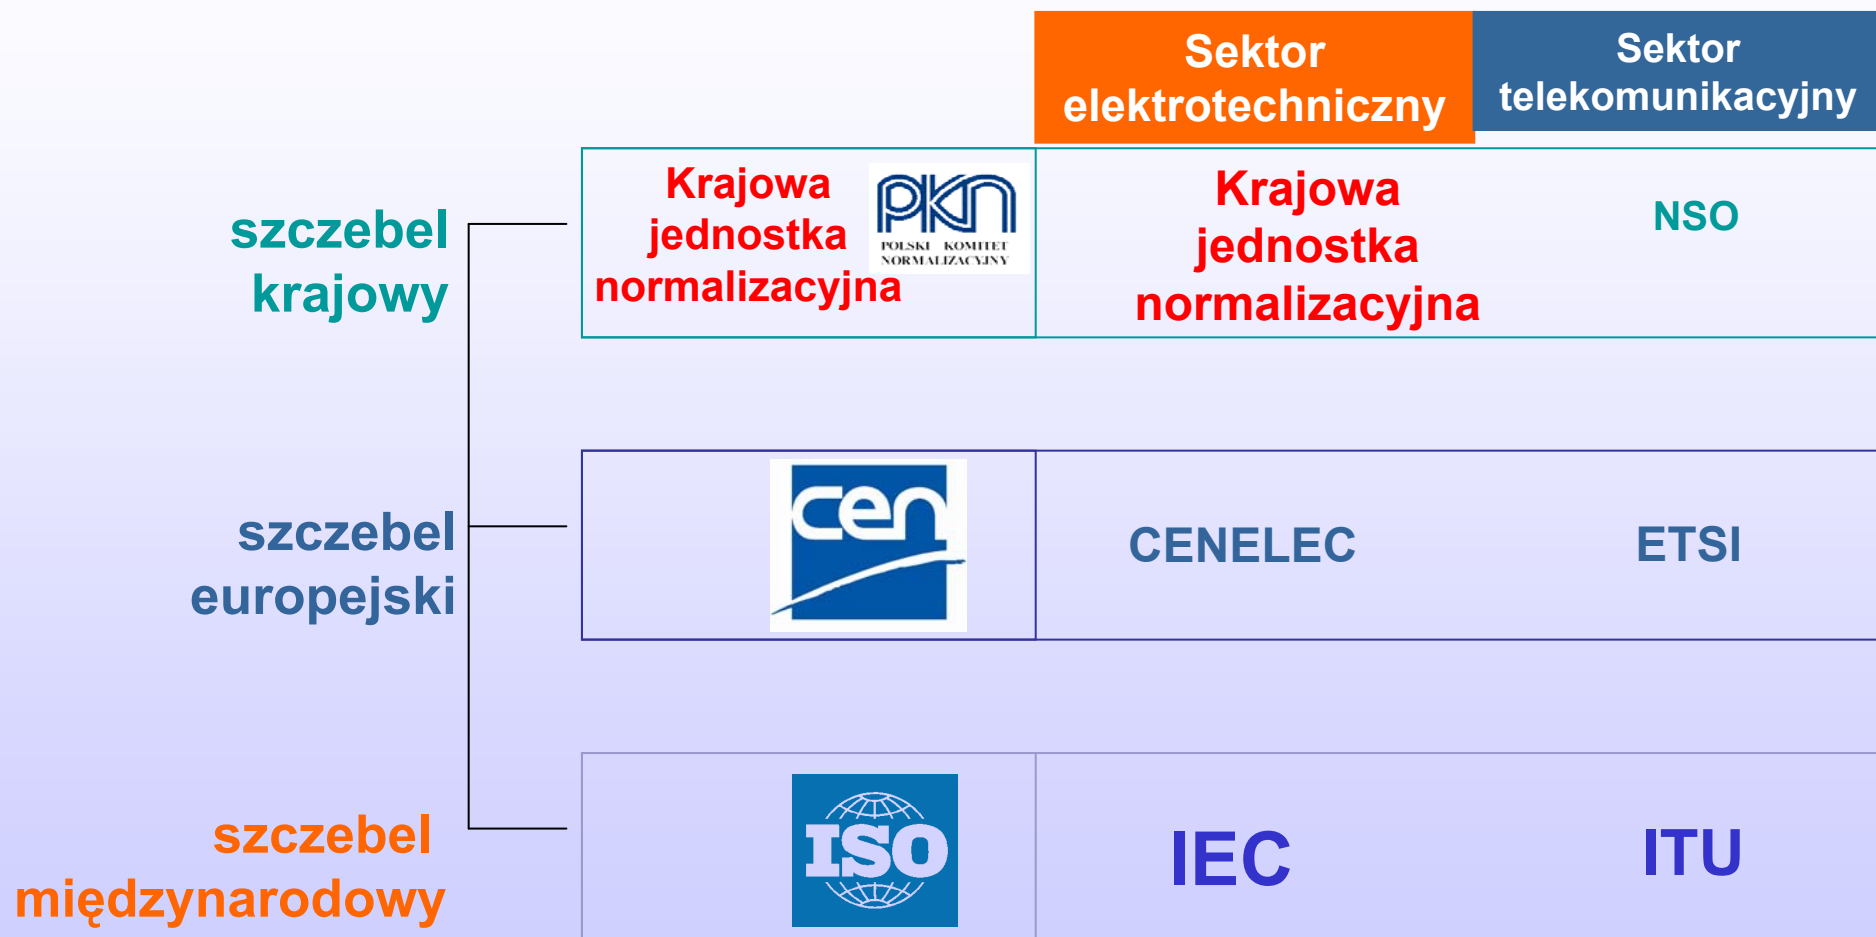 Sektor
elektrotechniczny
Sektor
telekomunikacyjny
szczebel
krajowy
Krajowa
jednostka
normalizacyjna
PKN
POLSKI KOMITET
NORMALIZACYJNY
Krajowa
jednostka
normalizacyjna
NSO
szczebel
europejski
cen
CENELEC
ETSI
szczebel
międzynarodowy
ISO
IEC
ITU